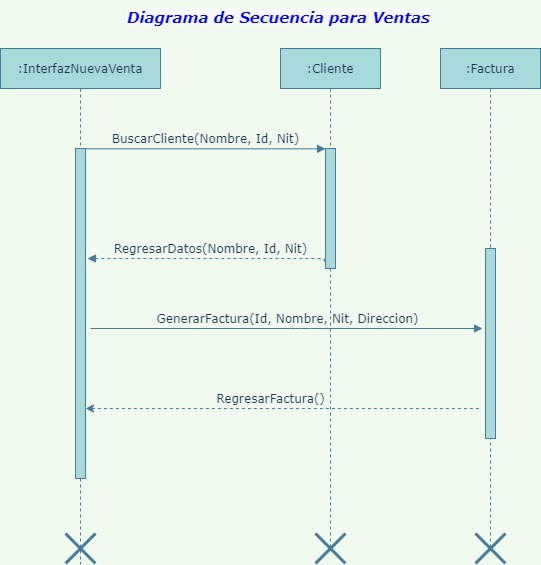 Diagrama de Secuencia para Ventas
:InterfazNuevaVenta
:Cliente
:Factura
BuscarCliente(Nombre, Id, Nit)
RegresarDatos(Nombre, Id, Nit)
GenerarFactura(Id, Nombre, Nit, Direccion)
RegresarFactura()